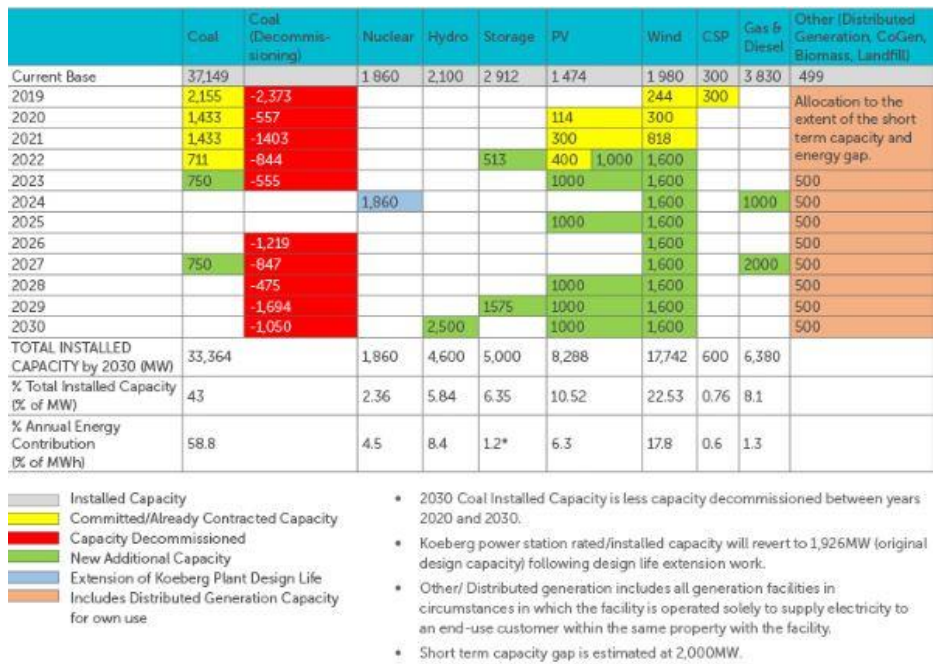 Coal Coal (Decommis- sioning) Nuclear Hydro Storage PV Wind CSP Gas & Diesel Other (Distributed Generation, CoGen, Biomass, Landfill)
Current Base 37,149 1 860 2,100 2 912 1 474 1 980 300 3 830 499
2019 2,155 -2,373 244 300 Allocation to the
2020 1,433 -557 114 300 extent of the short
2021 1,433 -1403 300 818 term capacity and
2022 711 -844 513 400 1,000 1,600 energy gap.
2023 750 -555 1000 1,600 500
2024 1,860 1,600 1000 500
2025 1000 1,600 500
2026 -1,219 1,600 500
2027 750 -847 1,600 2000 500
2028 -475 1000 1,600 500
2029 -1,694 1575 1000 1,600 500
2030 -1,050 2,500 1000 1,600 500
TOTAL INSTALLED
CAPACITY by 2030 (MW) 33,364 1,860 4,600 5,000 8,288 17,742 600 6,380
% Total Installed Capacity
(% of MW) 43 2.36 5.84 6.35 10.52 22.53 0.76 8.1
% Annual Energy
Contribution
(% of MWh) 58.8 4.5 8.4 1.2* 6.3 17.8 0.6 1.3
Installed Capacity
Committed/Already Contracted Capacity
Capacity Decommissioned
New Additional Capacity
Extension of Koeberg Plant Design Life
Includes Distributed Generation Capacity
for own use
• 2030 Coal Installed Capacity is less capacity decommissioned between years
2020 and 2030.
• Koeberg power station rated/installed capacity will revert to 1,926MW (original
design capacity) following design life extension work.
• Other/ Distributed generation includes all generation facilities in
circumstances in which the facility is operated solely to supply electricity to
an end-use customer within the same property with the facility.
• Short term capacity gap is estimated at 2,000MW.